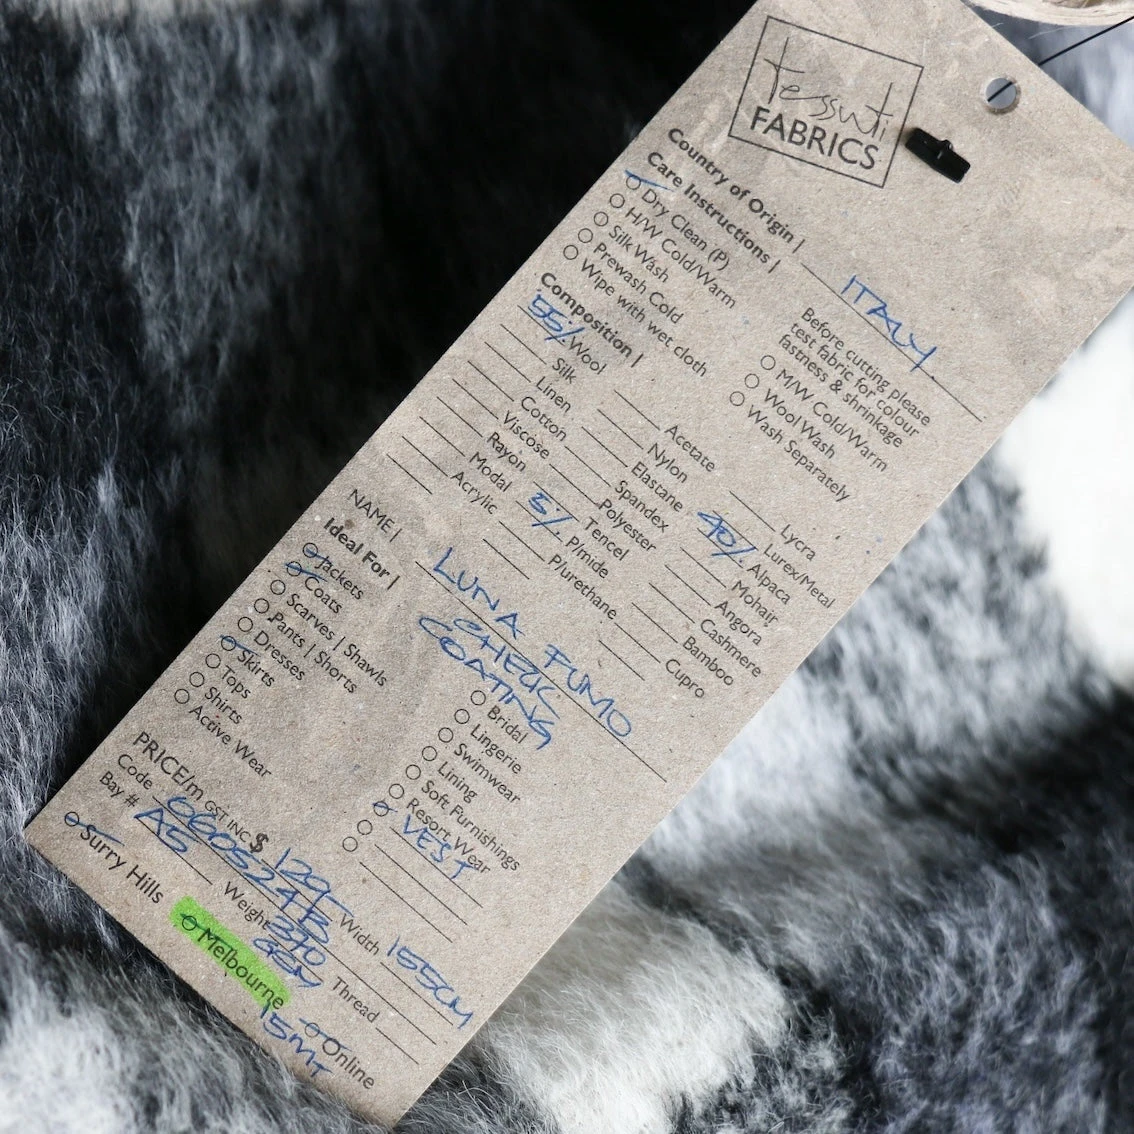 tessuti
FABRICS
Country of Origin | ITALY
Care Instructions |
Dry Clean (P)
H/W Cold/Warm
Silk Wash
Prewash Cold
Wipe with wet cloth
Before cutting please
test fabric for colour
fastness & shrinkage
M/W Cold/Warm
Wool Wash
Wash Separately
Composition |
55% Wool
Silk
Linen
Cotton
Viscose
Rayon
Modal
Acrylic
Acetate
Nylon
Elastane
Spandex
Polyester
5% Tencel
P/mide
P/urethane
Lycra
Lurex/Metal
40% Alpaca
Mohair
Angora
Cashmere
Bamboo
Cupro
NAME | LUNA FUMO
CHECK
COATING
Ideal For |
Jackets
Coats
Scarves | Shawls
Pants | Shorts
Dresses
Skirts
Tops
Shirts
Active Wear
Bridal
Lingerie
Swimwear
Lining
Soft Furnishings
Resort Wear
VEST
PRICE/m GST INC. $ 129
Code 060524B Width 155CM
Bay # A5 Weight 370 Thread
Surry Hills
Melbourne
15MT
Online